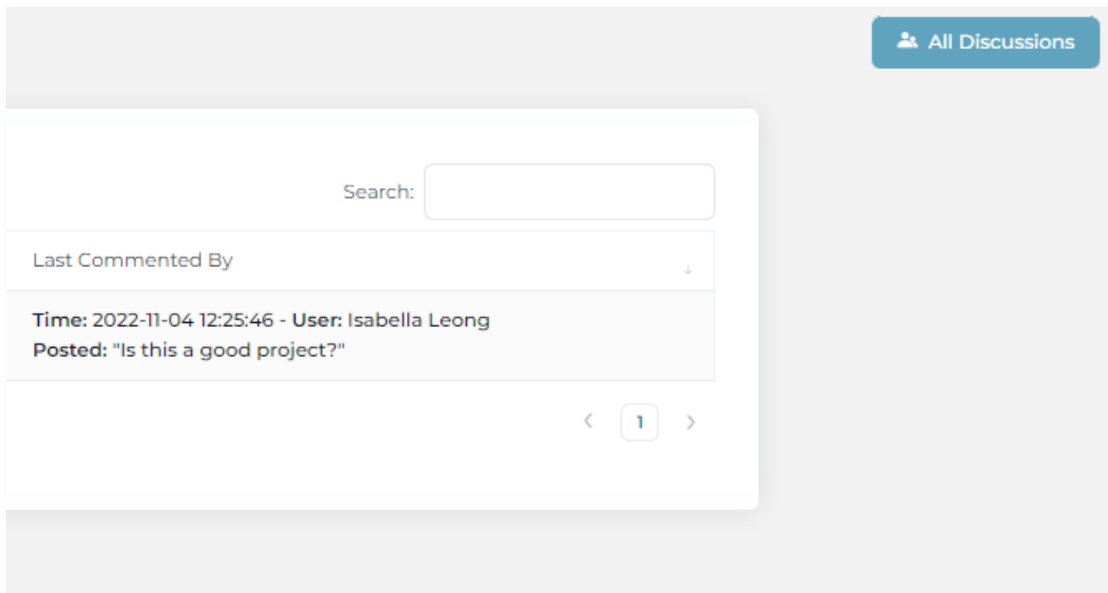 All Discussions
Search:
Last Commented By
Time: 2022-11-04 12:25:46 - User: Isabella Leong
Posted: "Is this a good project?"
1